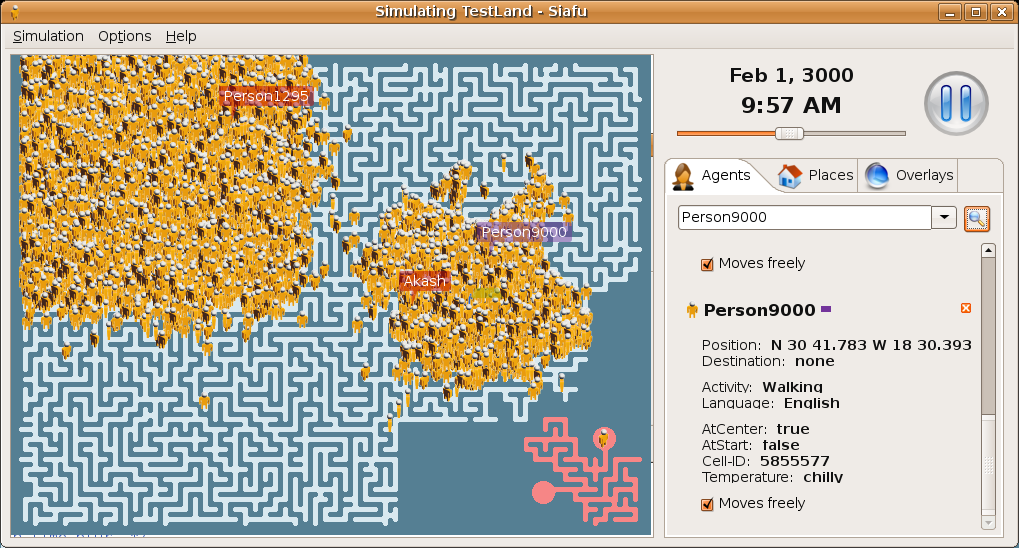 Simulating TestLand - Siafu
Simulation Options Help
Person1295
Person9000
Akash
Feb 1, 3000
9:57 AM
Agents Places Overlays
Person9000
Moves freely
Person9000
Position: N 30 41.783 W 18 30.393
Destination: none
Activity: Walking
Language: English
AtCenter: true
AtStart: false
Cell-ID: 5855577
Temperature: chilly
Moves freely